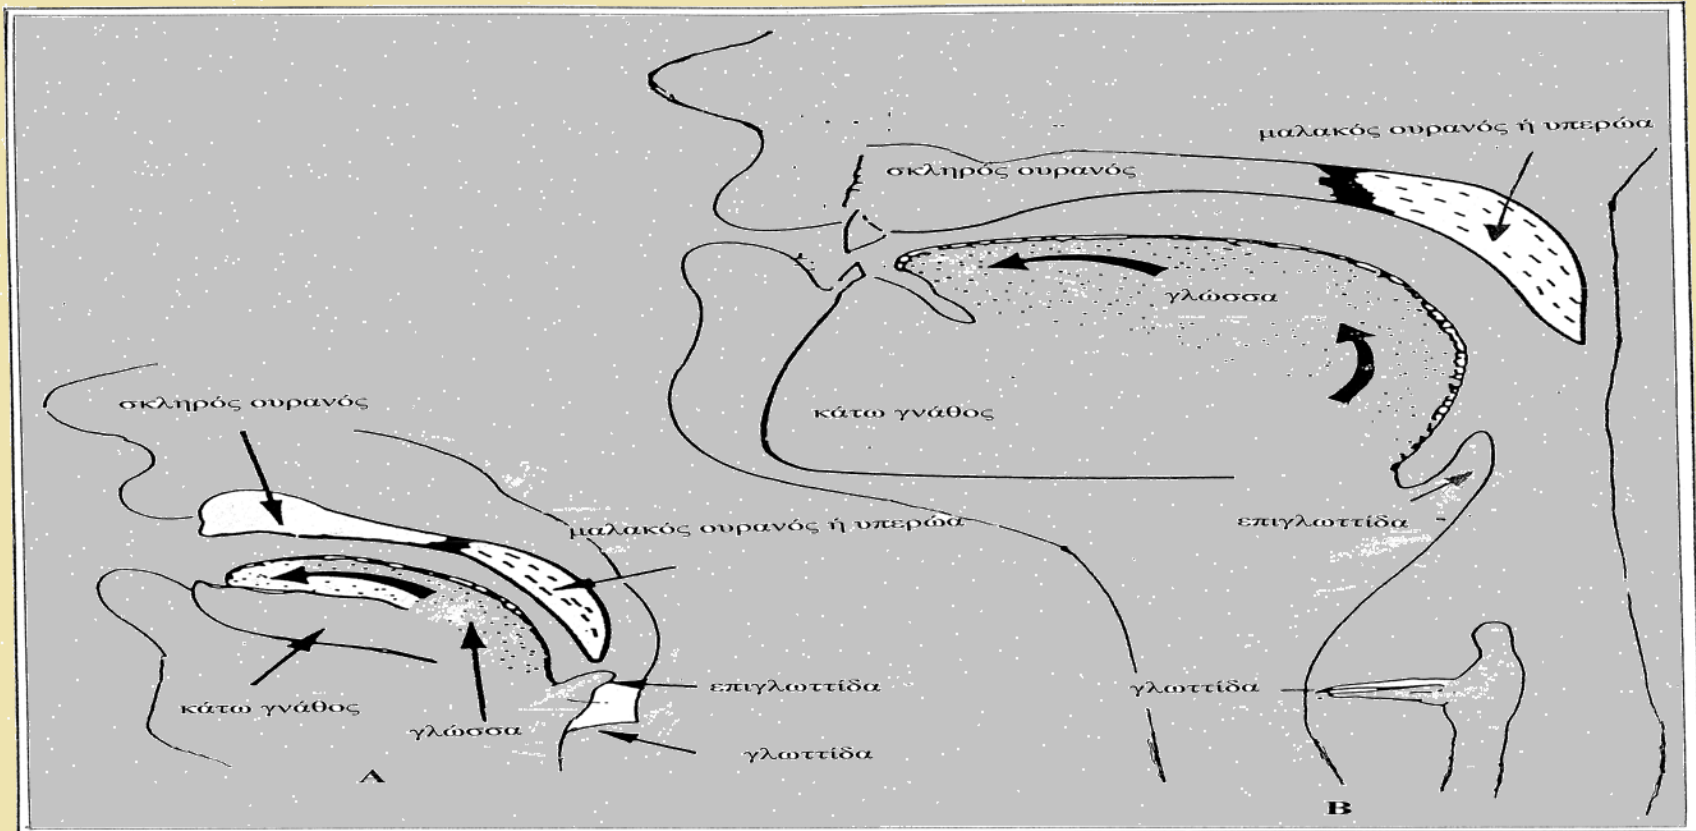 μαλακός ουρανός ή υπερώα
σκληρός ουρανός
γλώσσα
κάτω γνάθος
επιγλωττίδα
γλωττίδα
B
σκληρός ουρανός
μαλακός ουρανός ή υπερώα
επιγλωττίδα
κάτω γνάθος
γλώσσα
γλωττίδα
A